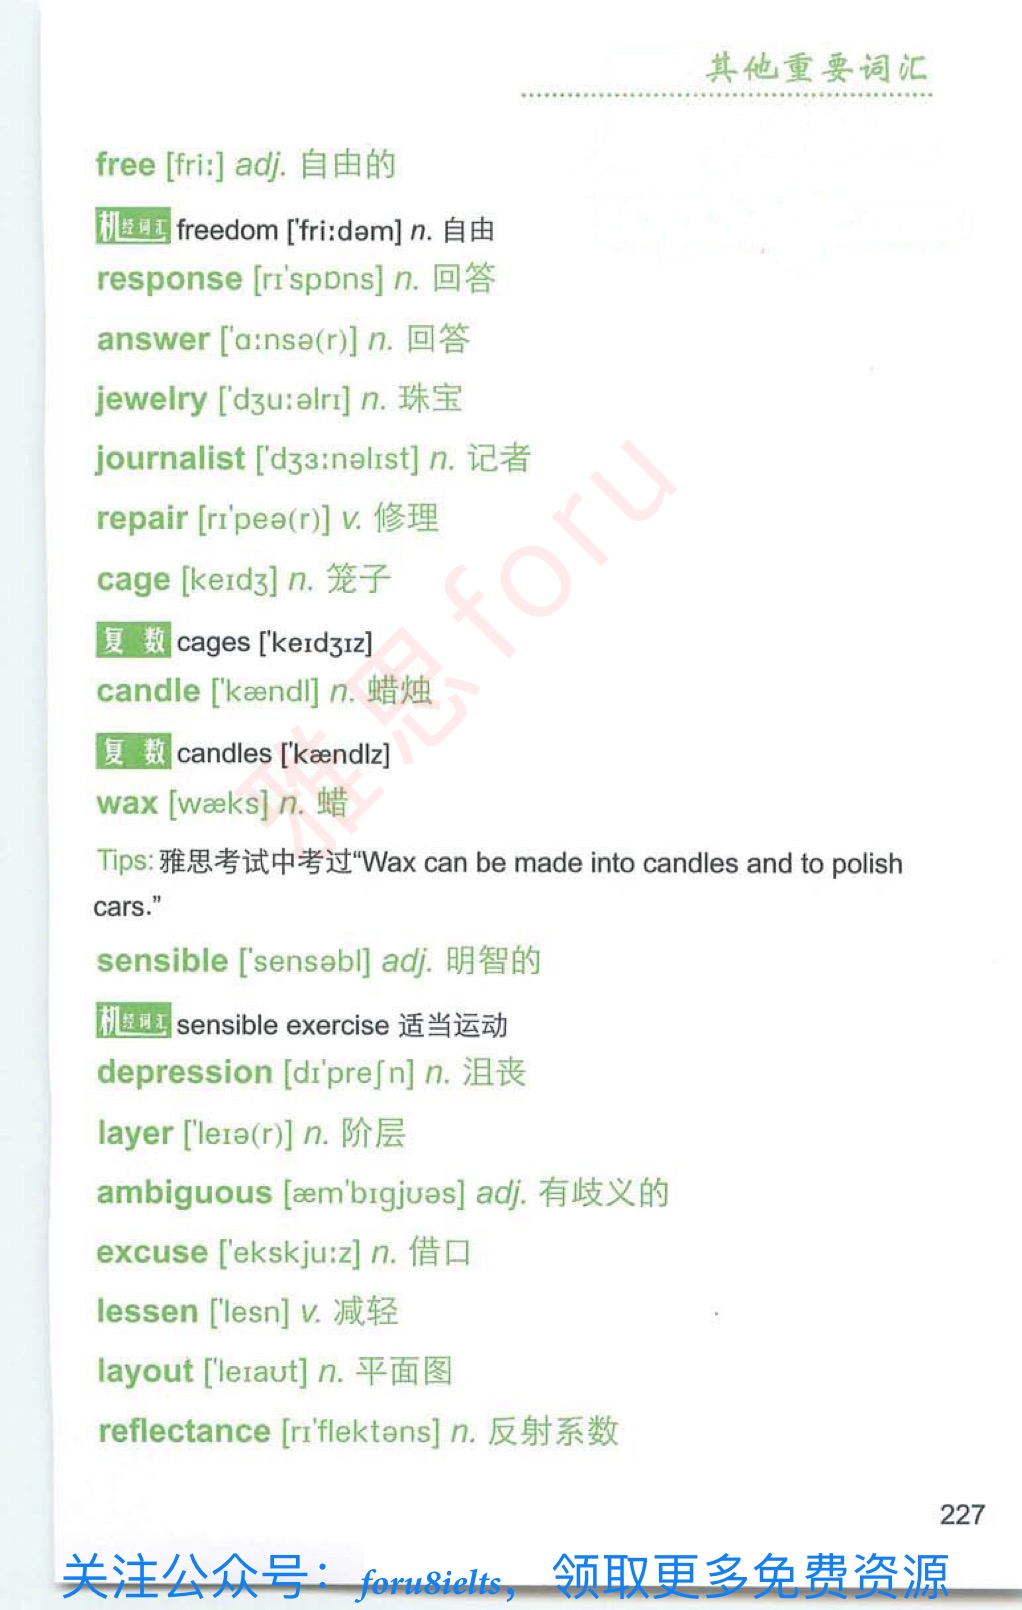 其他重要词汇
free [friː] adj. 自由的
机经词汇 freedom ['friːdəm] n. 自由
response [rɪ'spɒns] n. 回答
answer ['ɑːnsə(r)] n. 回答
jewelry ['dʒuːəlrɪ] n. 珠宝
journalist ['dʒɜːnəlɪst] n. 记者
repair [rɪ'peə(r)] v. 修理
cage [keɪdʒ] n. 笼子
复 数 cages ['keɪdʒɪz]
candle ['kændl] n. 蜡烛
复 数 candles ['kændlz]
wax [wæks] n. 蜡
Tips: 雅思考试中考过“Wax can be made into candles and to polish
cars.”
sensible ['sensəbl] adj. 明智的
机经词汇 sensible exercise 适当运动
depression [dɪ'preʃn] n. 沮丧
layer ['leɪə(r)] n. 阶层
ambiguous [æm'bɪgjʊəs] adj. 有歧义的
excuse ['ekskjuːz] n. 借口
lessen ['lesn] v. 减轻
layout ['leɪaʊt] n. 平面图
reflectance [rɪ'flektəns] n. 反射系数
227
关注公众号：foru8ielts，领取更多免费资源
雅思foru